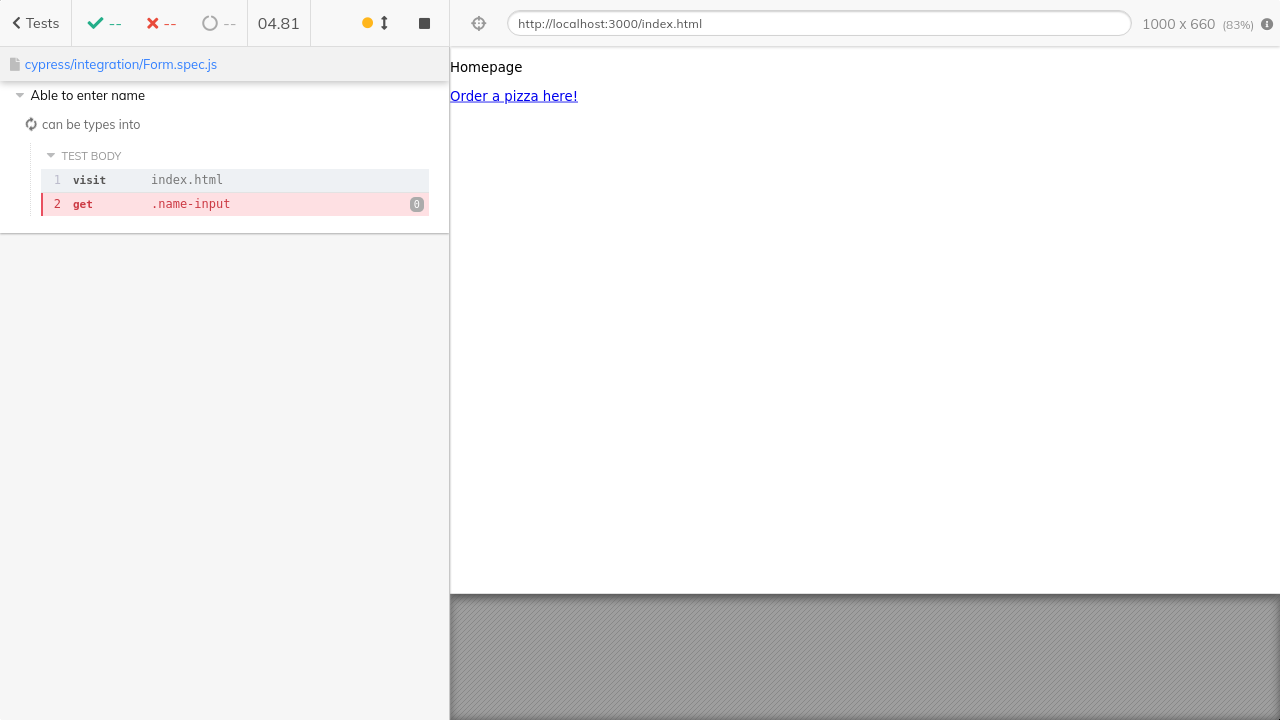 Tests -- -- -- 04.81
cypress/integration/Form.spec.js
Able to enter name
can be types into
TEST BODY
1 visit index.html
2 get .name-input 0
http://localhost:3000/index.html 1000 x 660 (83%)
Homepage
Order a pizza here!